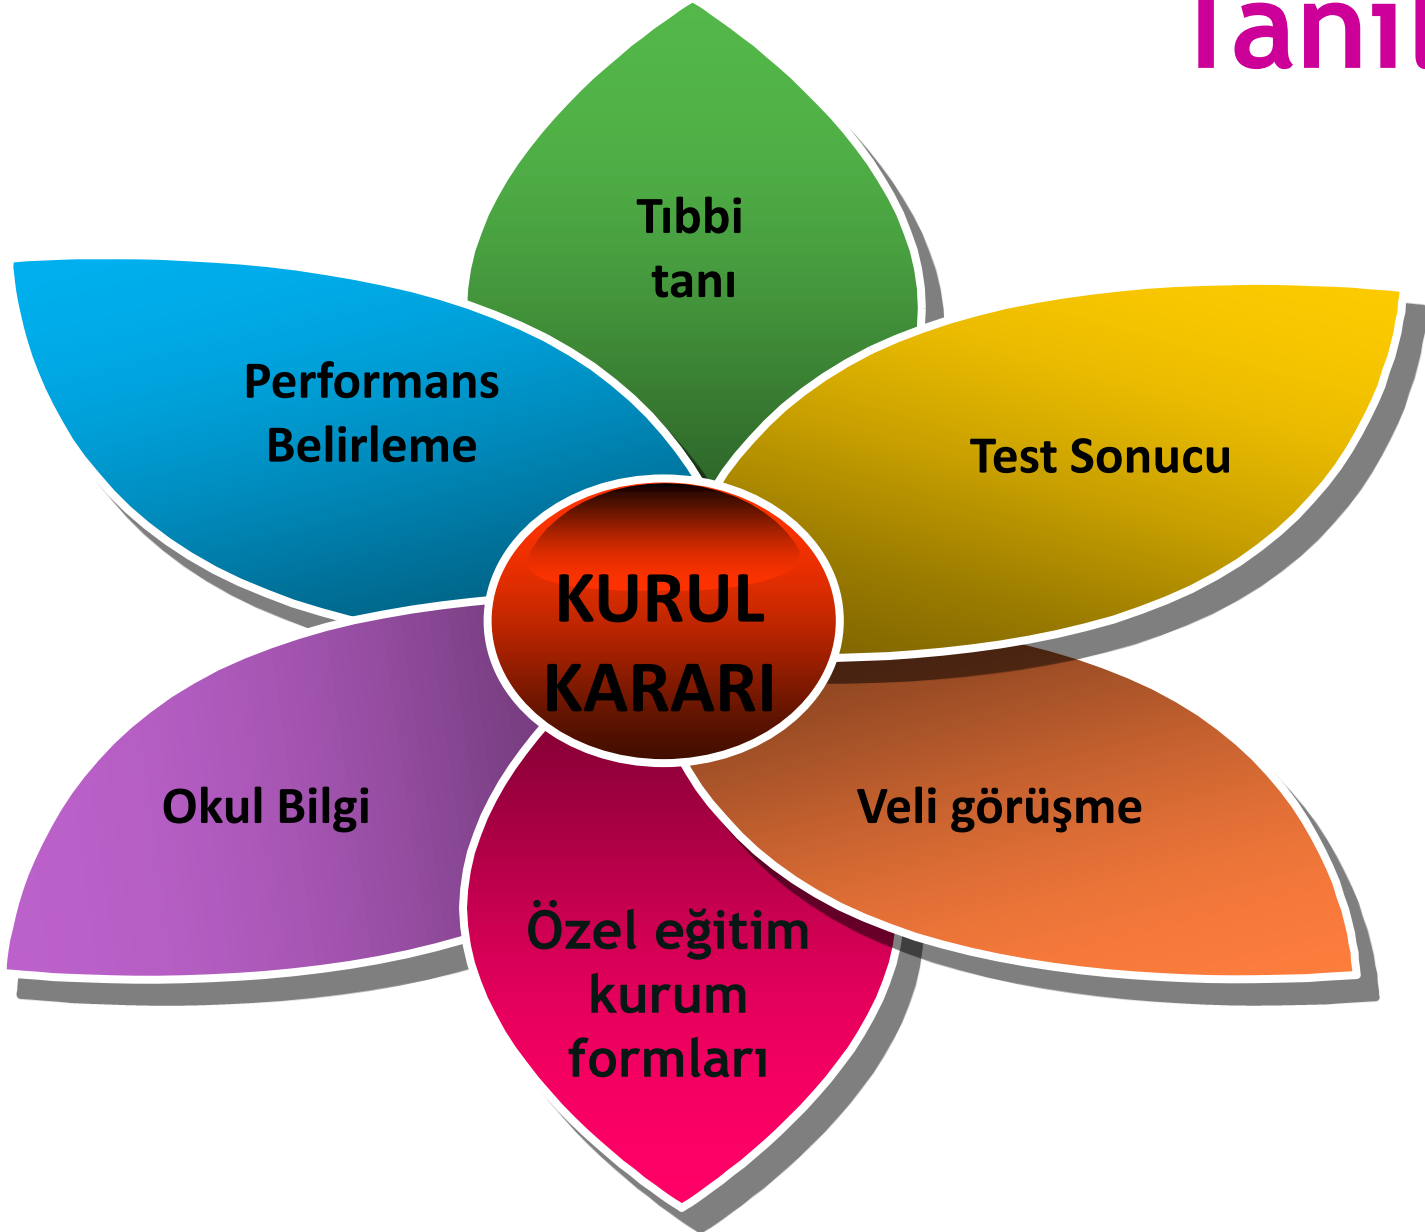 Tıbbi
tanı
Performans
Belirleme
Test Sonucu
KURUL
KARARI
Okul Bilgi
Veli görüşme
Özel eğitim
kurum
formları